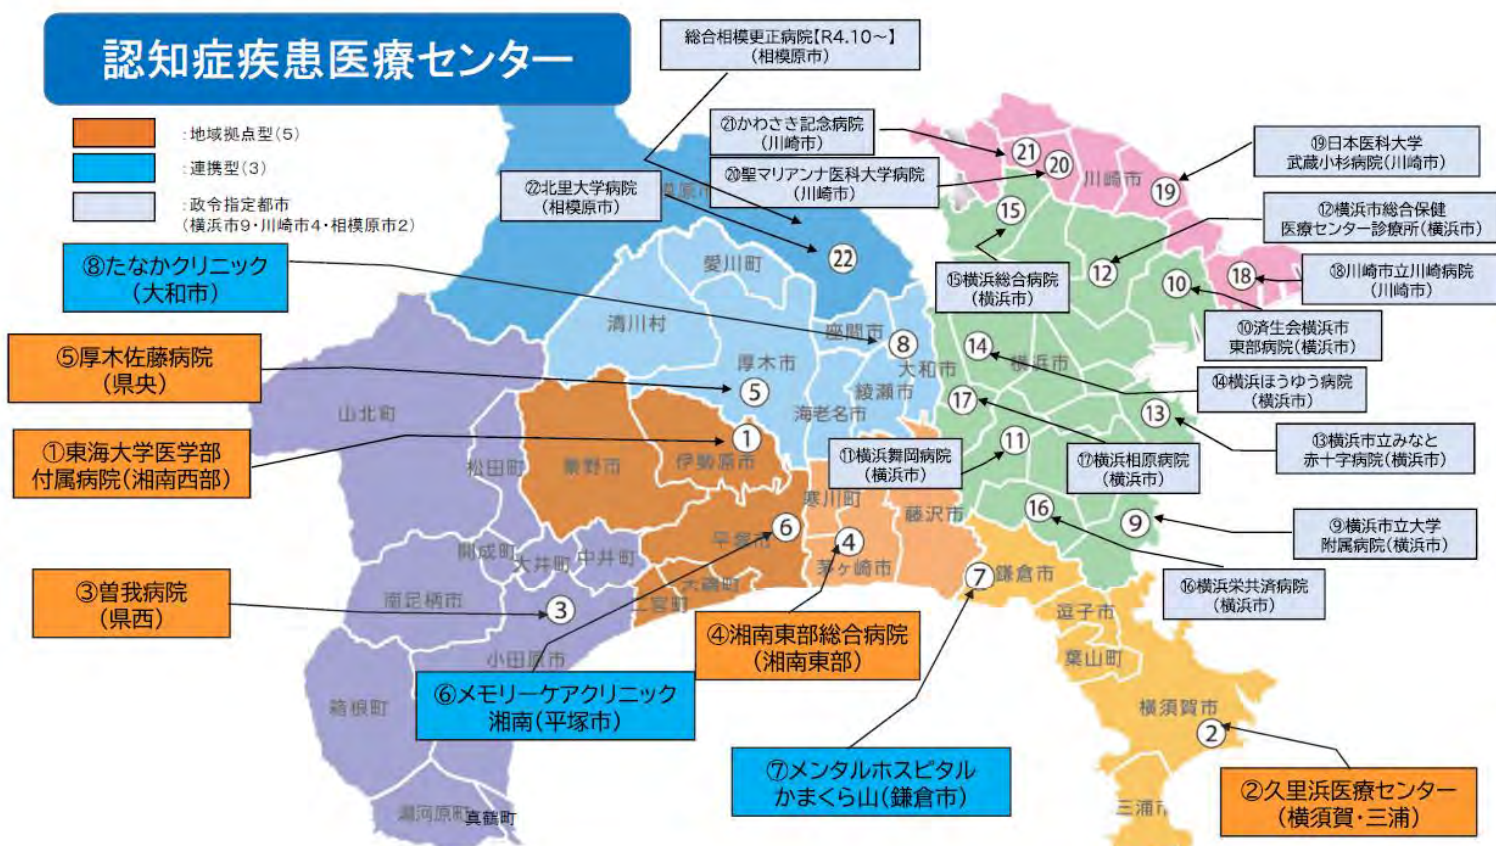 認知症疾患医療センター
:地域拠点型(5)
:連携型(3)
:政令指定都市
(横浜市9・川崎市4・相模原市2)
総合相模更正病院【R4.10~】
(相模原市)
㉒北里大学病院
(相模原市)
㉑かわさき記念病院
(川崎市)
⑳聖マリアンナ医科大学病院
(川崎市)
⑲日本医科大学
武蔵小杉病院(川崎市)
⑫横浜市総合保健
医療センター診療所(横浜市)
⑱川崎市立川崎病院
(川崎市)
⑮横浜総合病院
(横浜市)
⑩済生会横浜市
東部病院(横浜市)
⑭横浜ほうゆう病院
(横浜市)
⑬横浜市立みなと
赤十字病院(横浜市)
⑪横浜舞岡病院
(横浜市)
⑰横浜相原病院
(横浜市)
⑨横浜市立大学
附属病院(横浜市)
⑯横浜栄共済病院
(横浜市)
⑧たなかクリニック
(大和市)
⑤厚木佐藤病院
(県央)
①東海大学医学部
付属病院(湘南西部)
③曽我病院
(県西)
⑥メモリーケアクリニック
湘南(平塚市)
④湘南東部総合病院
(湘南東部)
⑦メンタルホスピタル
かまくら山(鎌倉市)
②久里浜医療センター
(横須賀・三浦)
原市
川崎市
横浜市
愛川町
清川村
座間市
大和市
厚木市
綾瀬市
海老名市
山北町
松田町
秦野市
伊勢原市
寒川町
藤沢市
平塚市
茅ヶ崎市
開成町
大井町
中井町
大磯町
二宮町
南足柄市
小田原市
箱根町
湯河原町
真鶴町
鎌倉市
逗子市
葉山町
横須賀市
三浦市
㉑
⑳
⑲
⑮
⑫
⑩
⑱
㉒
⑧
⑭
⑤
⑰
⑬
①
⑪
⑯
⑨
⑥
④
⑦
③
②